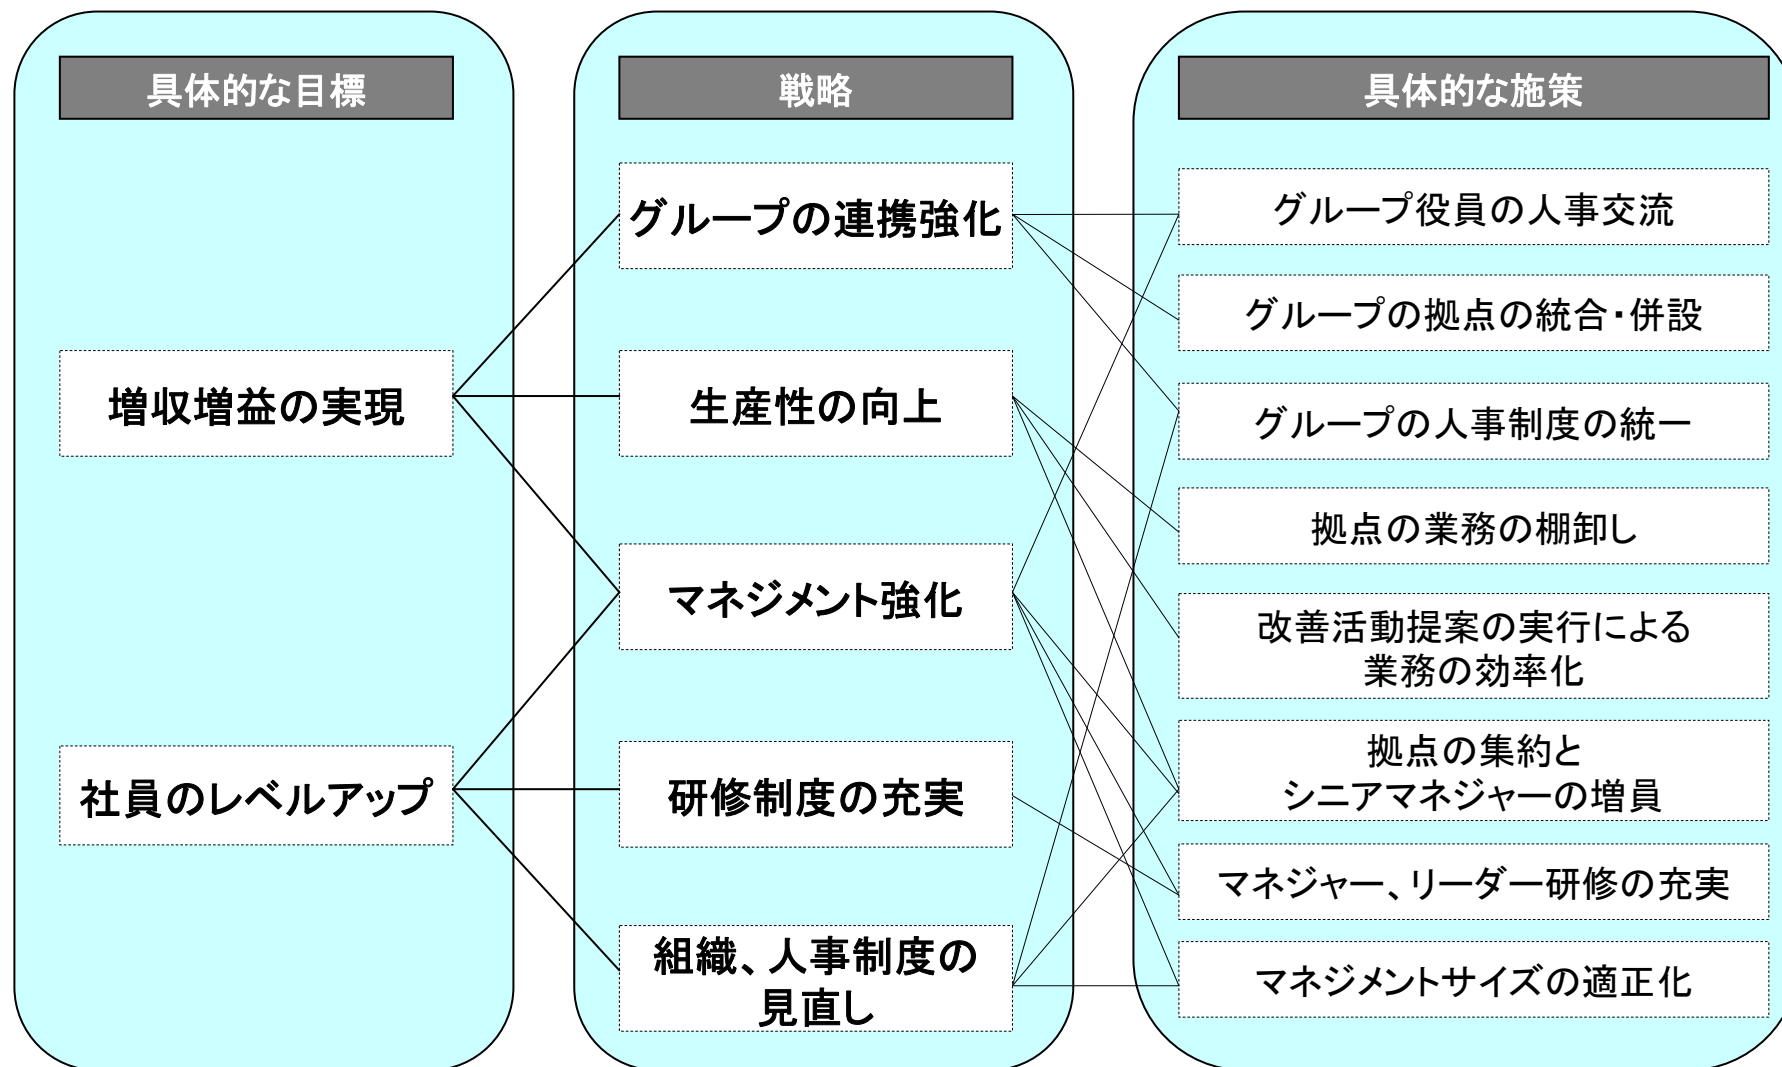 具体的な目標
戦略
具体的な施策
増収増益の実現
社員のレベルアップ
グループの連携強化
生産性の向上
マネジメント強化
研修制度の充実
組織、人事制度の
見直し
グループ役員の人事交流
グループの拠点の統合・併設
グループの人事制度の統一
拠点の業務の棚卸し
改善活動提案の実行による
業務の効率化
拠点の集約と
シニアマネジャーの増員
マネジャー、リーダー研修の充実
マネジメントサイズの適正化